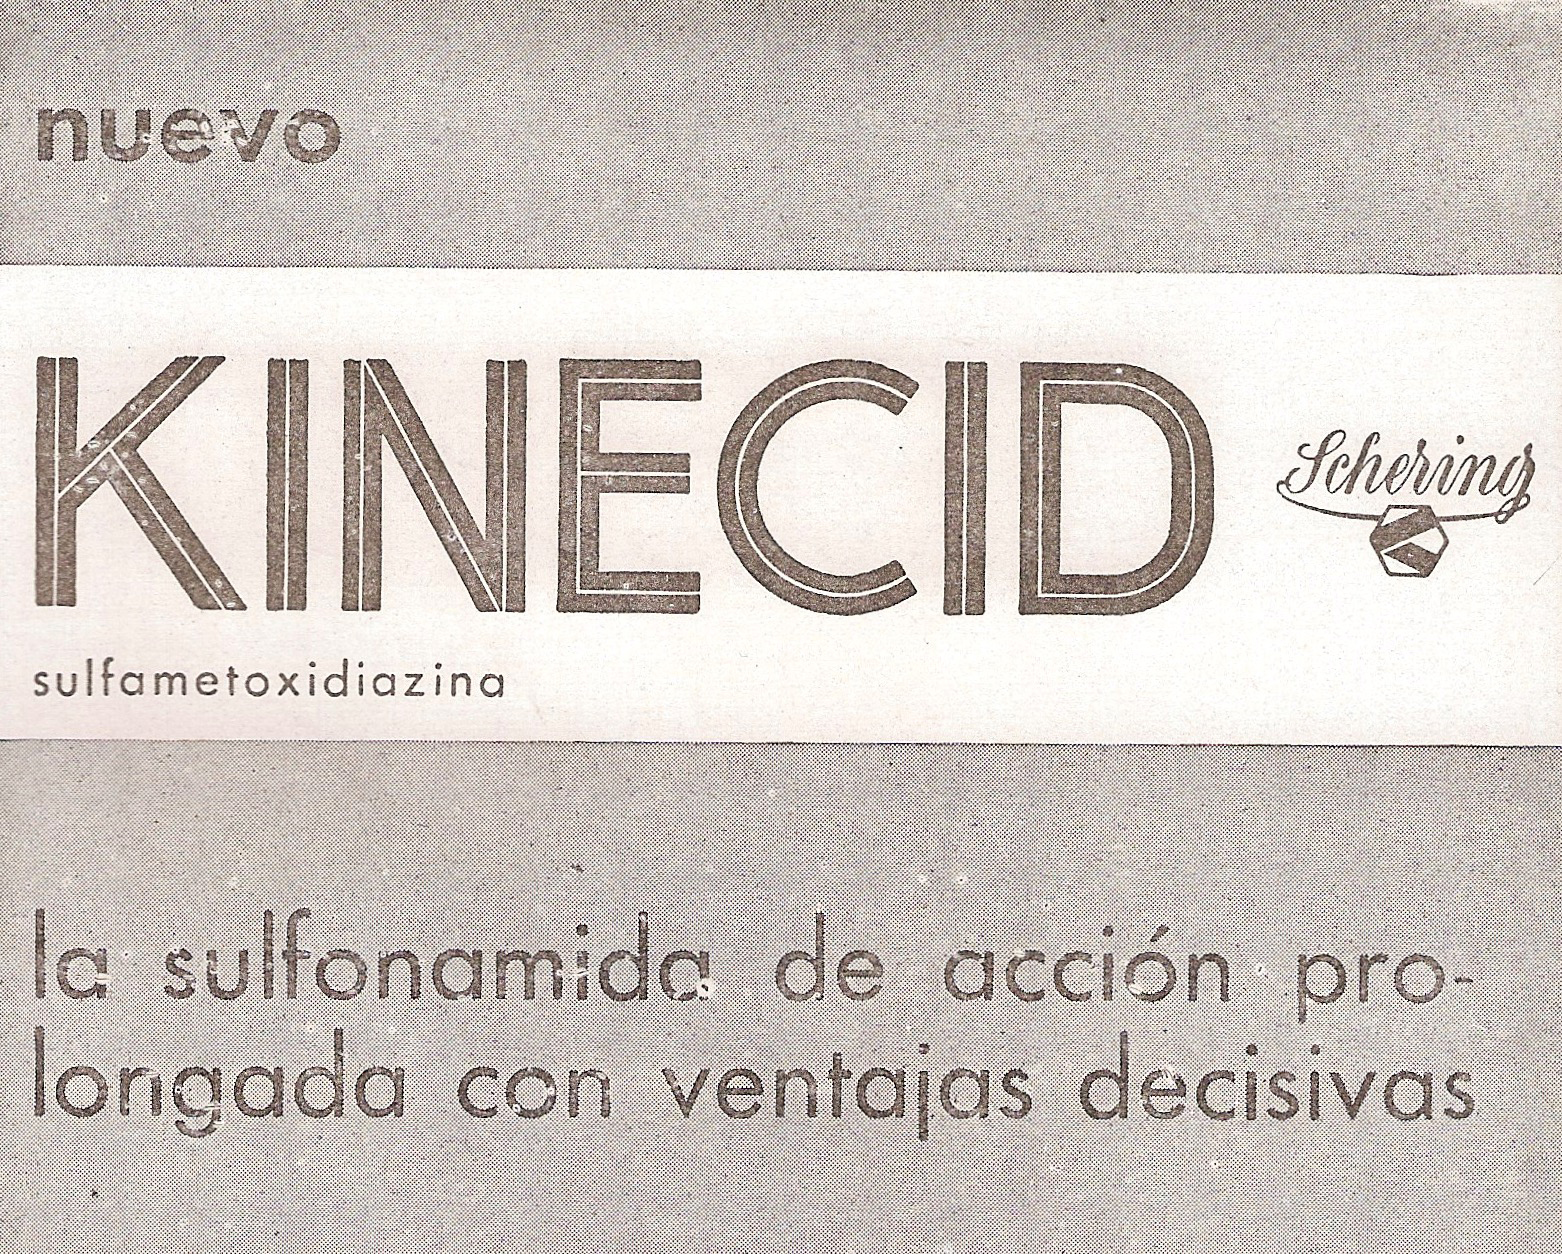 nuevo
KINECID
Schering
sulfametoxidiazina
la sulfonamida de acción pro-
longada con ventajas decisivas